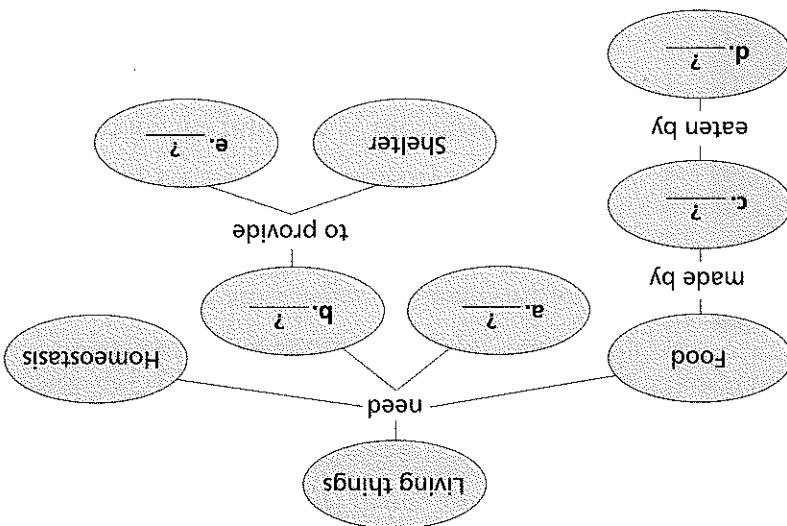 Living things
need
Food
a. ?
b. ?
Homeostasis
made by
to provide
c. ?
Shelter
e. ?
eaten by
d. ?